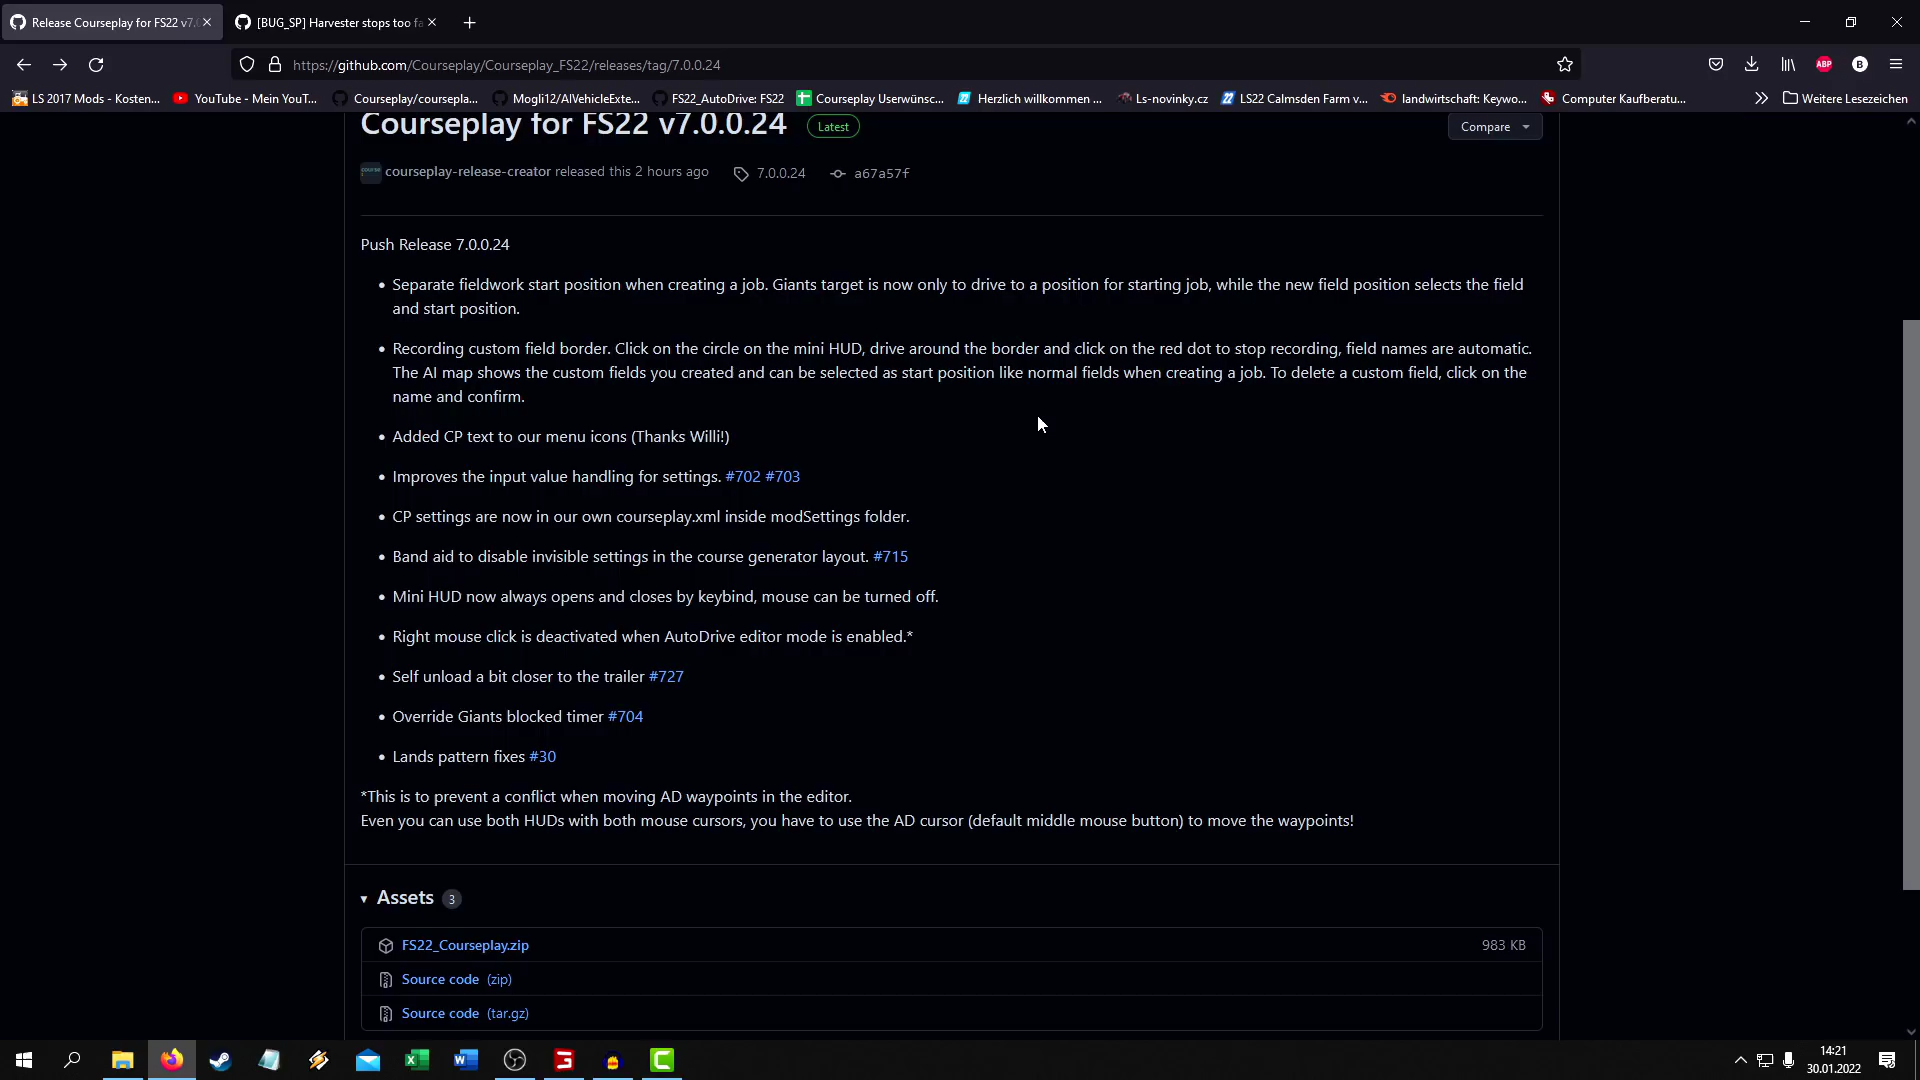 Release Courseplay for FS22 v7.0
[BUG_SP] Harvester stops too fa
https://github.com/Courseplay/Courseplay_FS22/releases/tag/7.0.0.24
ABP
B
LS 2017 Mods - Kosten...
YouTube - Mein YouT...
Courseplay/coursepla...
Mogli12/AIVehicleExte...
FS22_AutoDrive: FS22
Courseplay Userwünsc...
Herzlich willkommen ...
Ls-novinky.cz
LS22 Calmsden Farm v...
landwirtschaft: Keywo...
Computer Kaufberatu...
Weitere Lesezeichen
Courseplay for FS22 v7.0.0.24
Latest
Compare
courseplay-release-creator released this 2 hours ago
7.0.0.24
a67a57f
Push Release 7.0.0.24
• Separate fieldwork start position when creating a job. Giants target is now only to drive to a position for starting job, while the new field position selects the field
and start position.
• Recording custom field border. Click on the circle on the mini HUD, drive around the border and click on the red dot to stop recording, field names are automatic.
The AI map shows the custom fields you created and can be selected as start position like normal fields when creating a job. To delete a custom field, click on the
name and confirm.
• Added CP text to our menu icons (Thanks Willi!)
• Improves the input value handling for settings. #702 #703
• CP settings are now in our own courseplay.xml inside modSettings folder.
• Band aid to disable invisible settings in the course generator layout. #715
• Mini HUD now always opens and closes by keybind, mouse can be turned off.
• Right mouse click is deactivated when AutoDrive editor mode is enabled.*
• Self unload a bit closer to the trailer #727
• Override Giants blocked timer #704
• Lands pattern fixes #30
*This is to prevent a conflict when moving AD waypoints in the editor.
Even you can use both HUDs with both mouse cursors, you have to use the AD cursor (default middle mouse button) to move the waypoints!
Assets 3
FS22_Courseplay.zip
983 KB
Source code (zip)
Source code (tar.gz)
14:21
30.01.2022